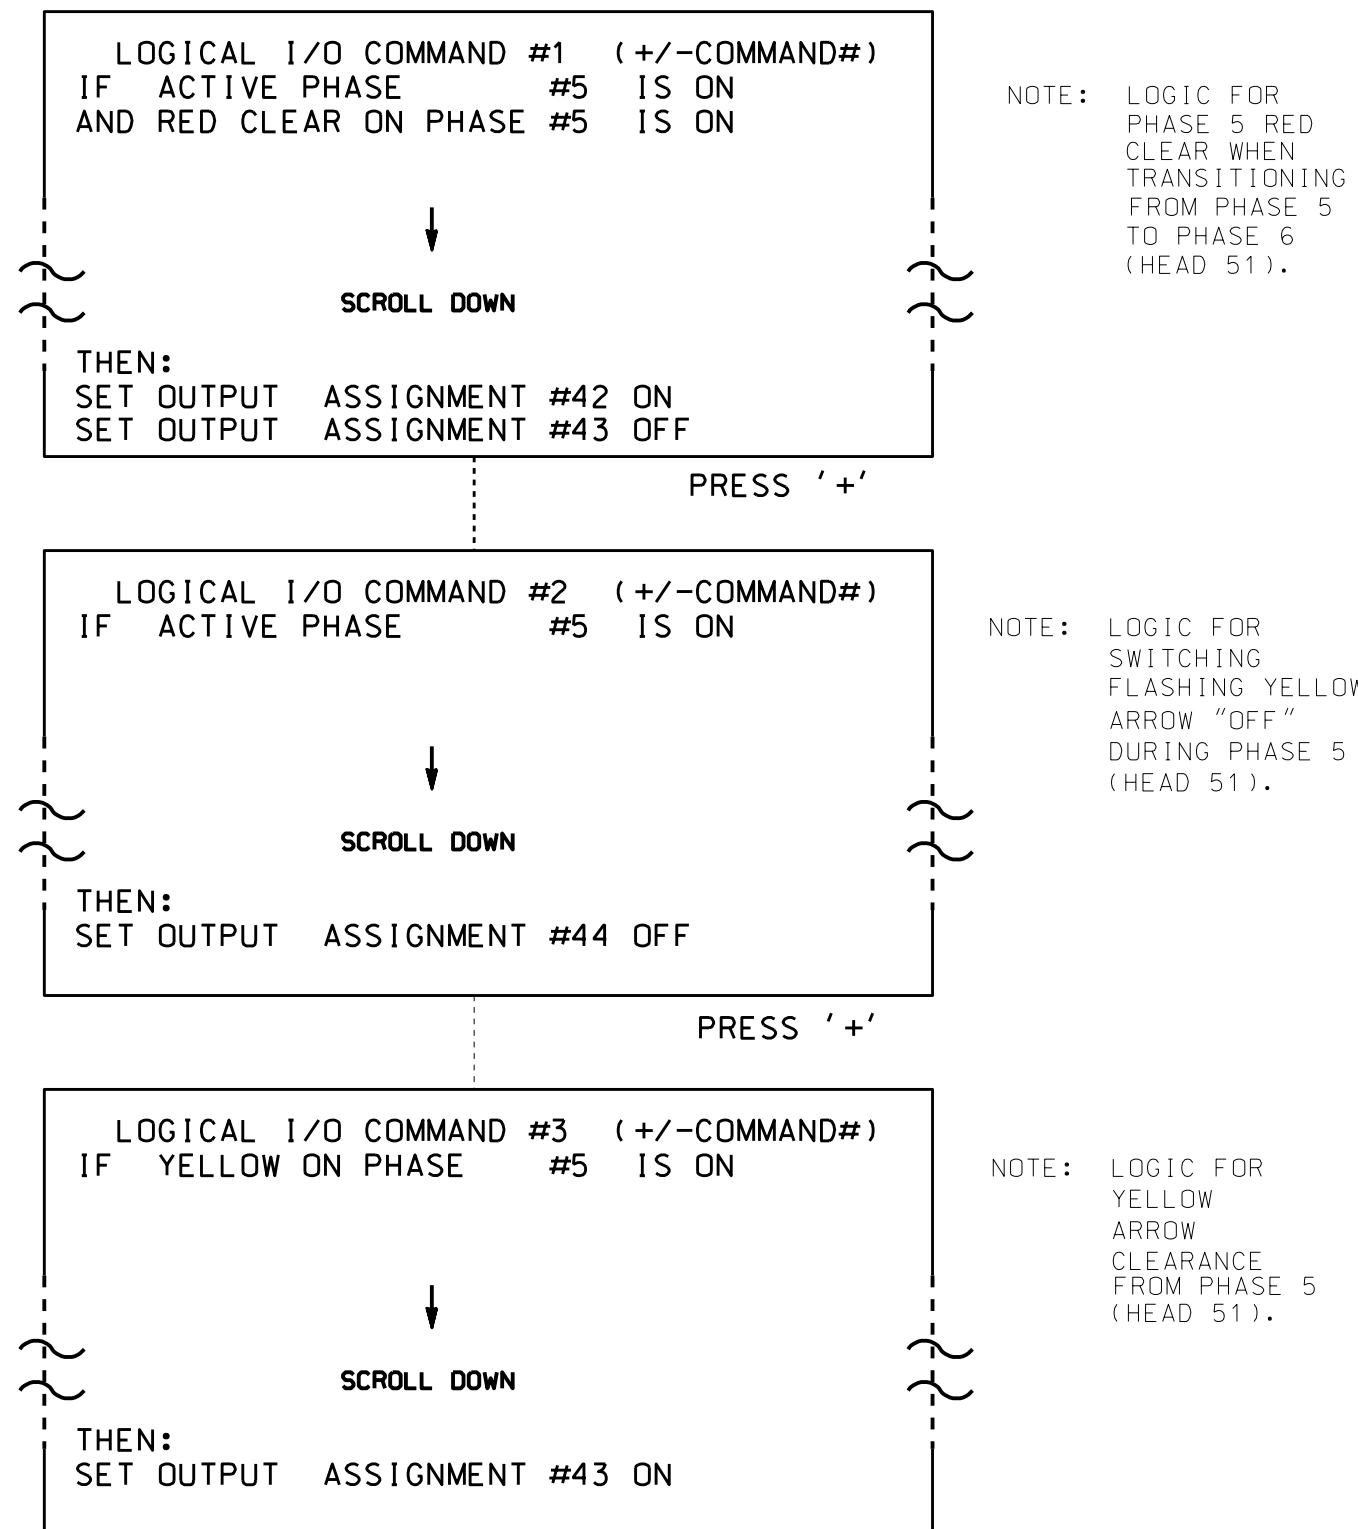 LOGICAL I/O COMMAND #1 (+/-COMMAND#)
IF ACTIVE PHASE #5 IS ON
AND RED CLEAR ON PHASE #5 IS ON
SCROLL DOWN
THEN:
SET OUTPUT ASSIGNMENT #42 ON
SET OUTPUT ASSIGNMENT #43 OFF
NOTE: LOGIC FOR
PHASE 5 RED
CLEAR WHEN
TRANSITIONING
FROM PHASE 5
TO PHASE 6
(HEAD 51).
PRESS '+'
LOGICAL I/O COMMAND #2 (+/-COMMAND#)
IF ACTIVE PHASE #5 IS ON
SCROLL DOWN
THEN:
SET OUTPUT ASSIGNMENT #44 OFF
NOTE: LOGIC FOR
SWITCHING
FLASHING YELLOW
ARROW "OFF"
DURING PHASE 5
(HEAD 51).
PRESS '+'
LOGICAL I/O COMMAND #3 (+/-COMMAND#)
IF YELLOW ON PHASE #5 IS ON
SCROLL DOWN
THEN:
SET OUTPUT ASSIGNMENT #43 ON
NOTE: LOGIC FOR
YELLOW
ARROW
CLEARANCE
FROM PHASE 5
(HEAD 51).